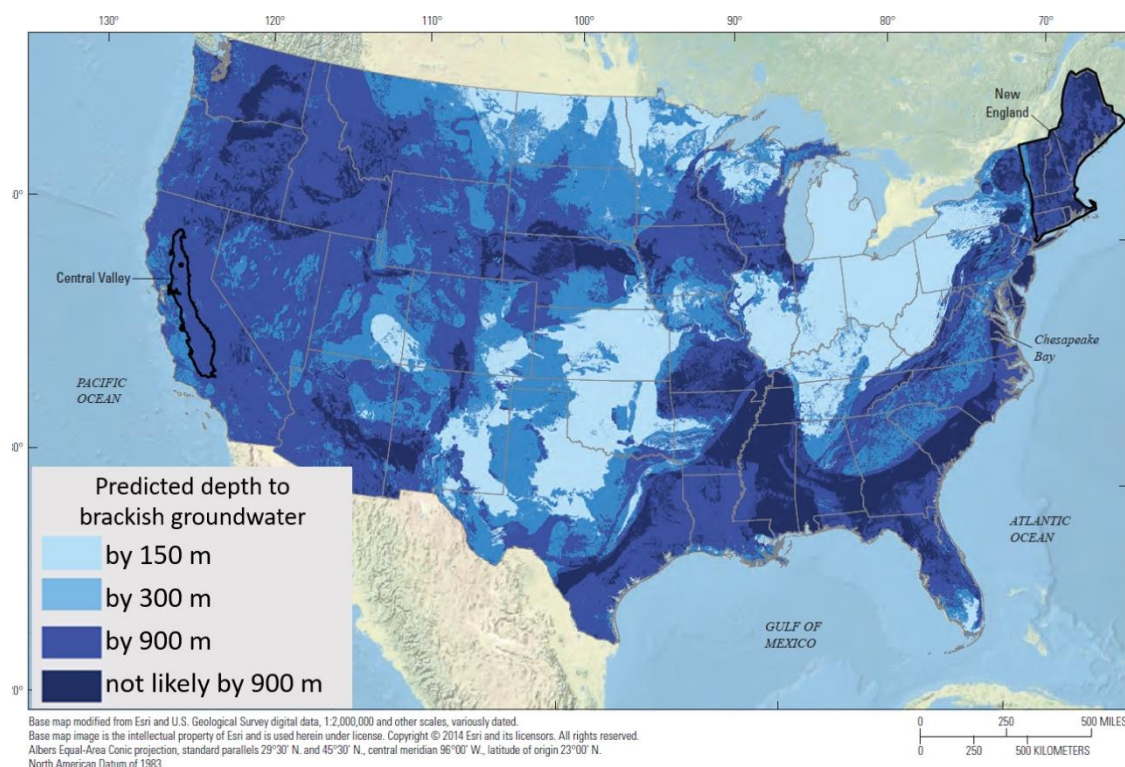 130°
120°
110°
100°
90°
80°
70°
New
England
0°
Central Valley
PACIFIC
OCEAN
Chesapeake
Bay
0°
Predicted depth to
brackish groundwater
by 150 m
by 300 m
by 900 m
not likely by 900 m
ATLANTIC
OCEAN
GULF OF
MEXICO
0°
Base map modified from Esri and U.S. Geological Survey digital data, 1:2,000,000 and other scales, variously dated.
Base map image is the intellectual property of Esri and is used herein under license. Copyright © 2014 Esri and its licensors. All rights reserved.
Albers Equal-Area Conic projection, standard parallels 29°30' N. and 45°30' N., central meridian 96°00' W., latitude of origin 23°00' N.
North American Datum of 1983
0 250 500 MILES
0 250 500 KILOMETERS